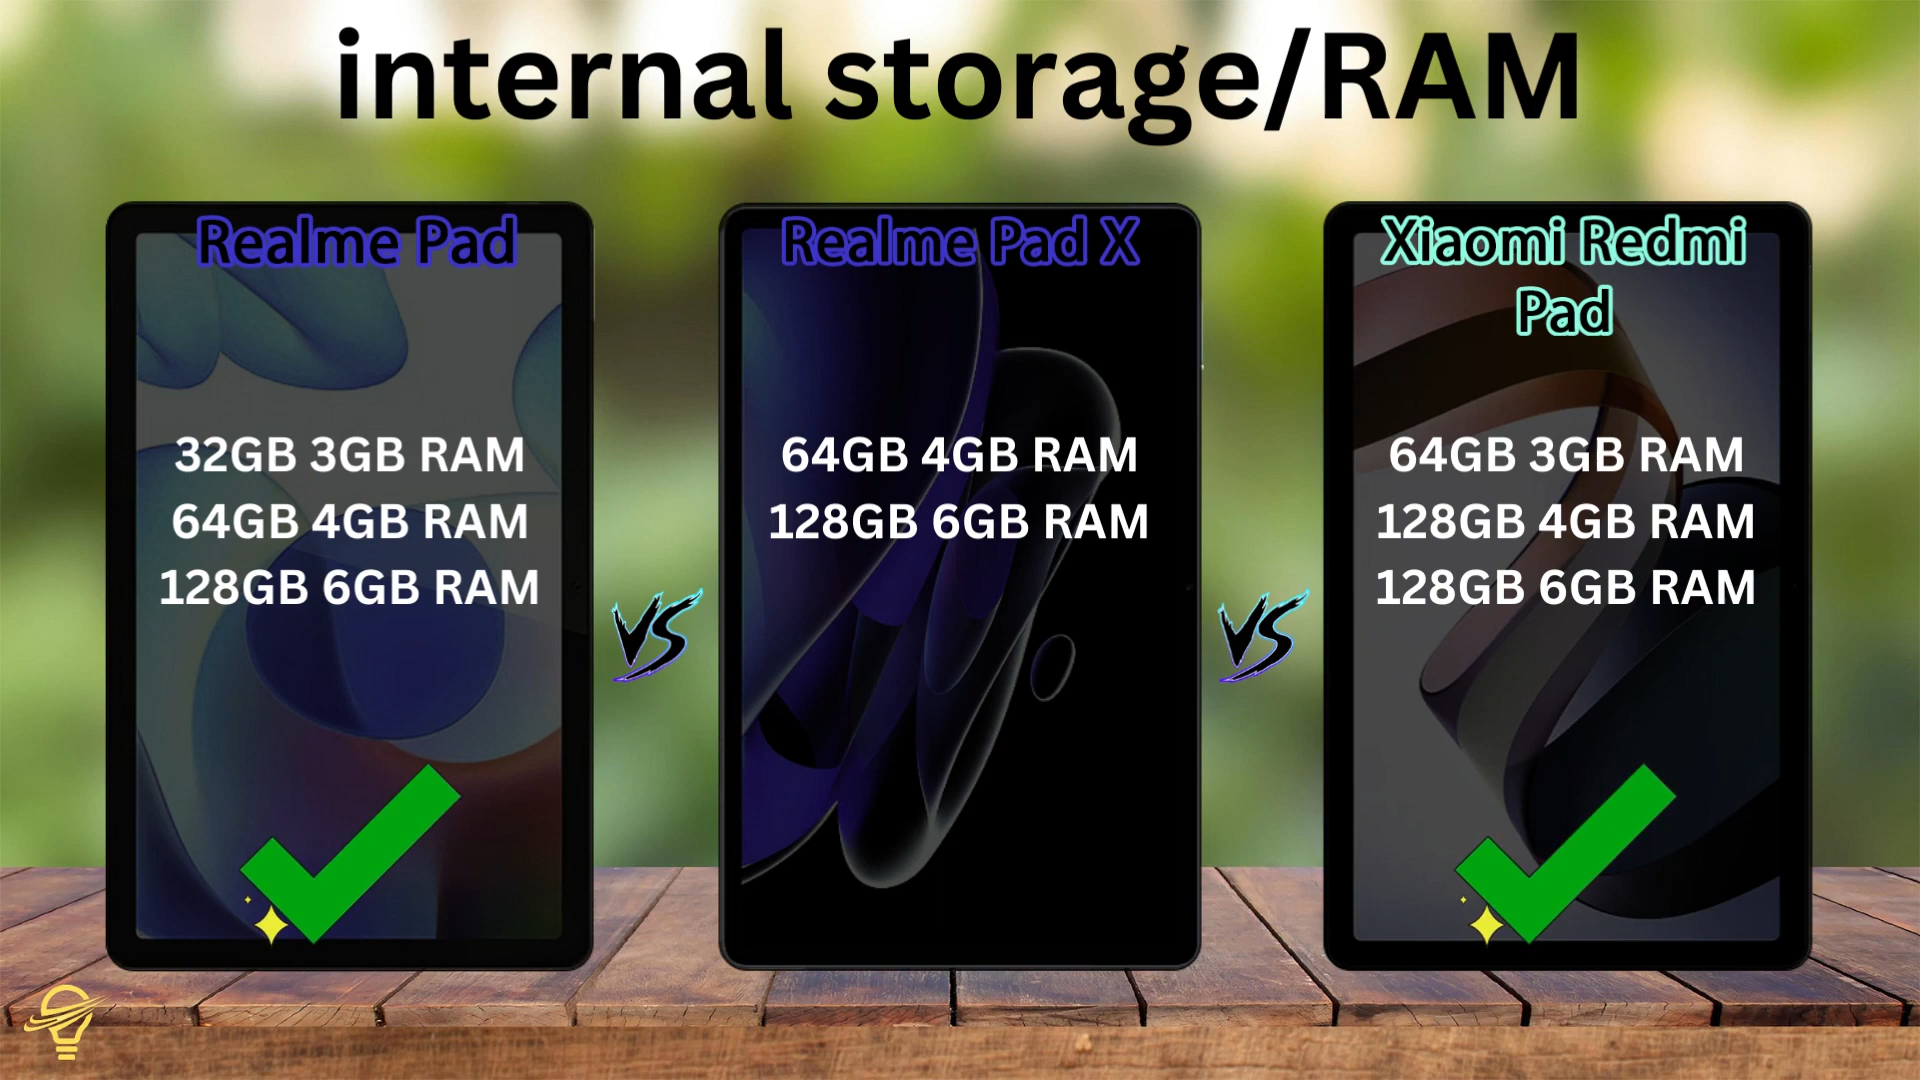 internal storage/RAM
Realme Pad
32GB 3GB RAM
64GB 4GB RAM
128GB 6GB RAM
VS
Realme Pad X
64GB 4GB RAM
128GB 6GB RAM
VS
Xiaomi Redmi
Pad
64GB 3GB RAM
128GB 4GB RAM
128GB 6GB RAM